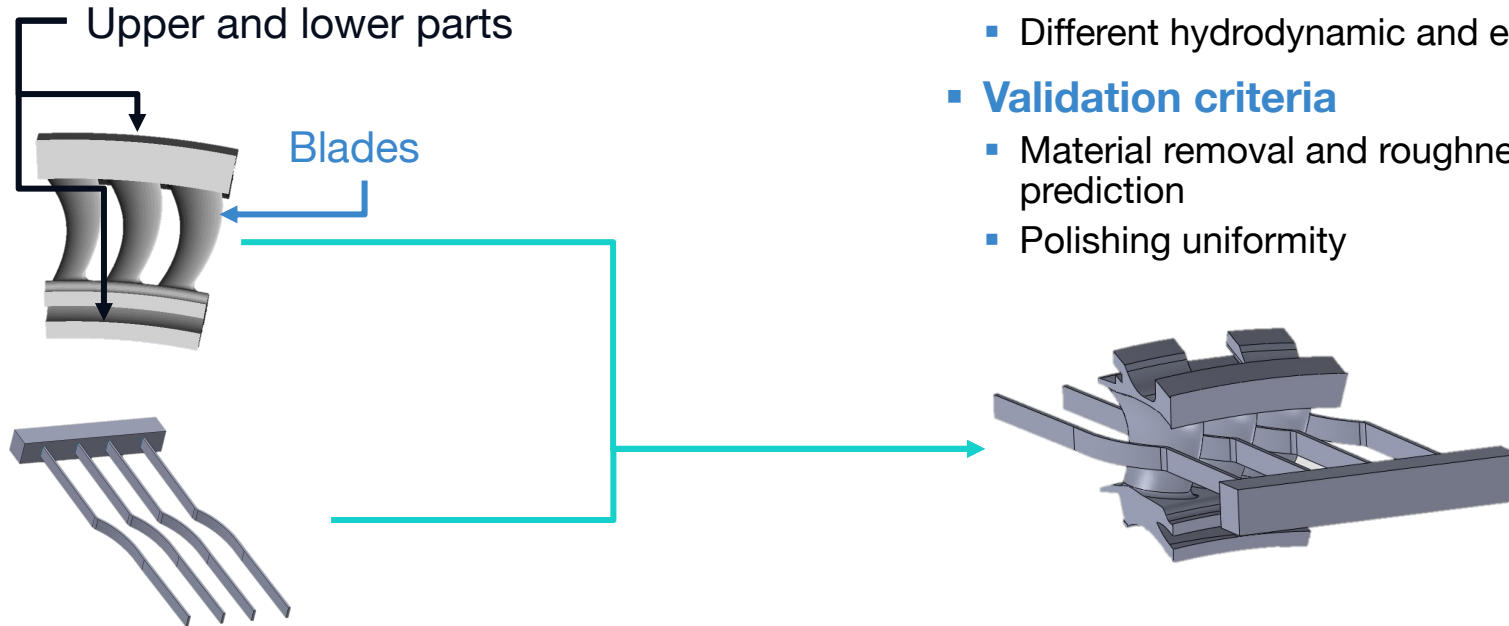 Upper and lower parts
Blades
Different hydrodynamic and e
Validation criteria
Material removal and roughne
prediction
Polishing uniformity